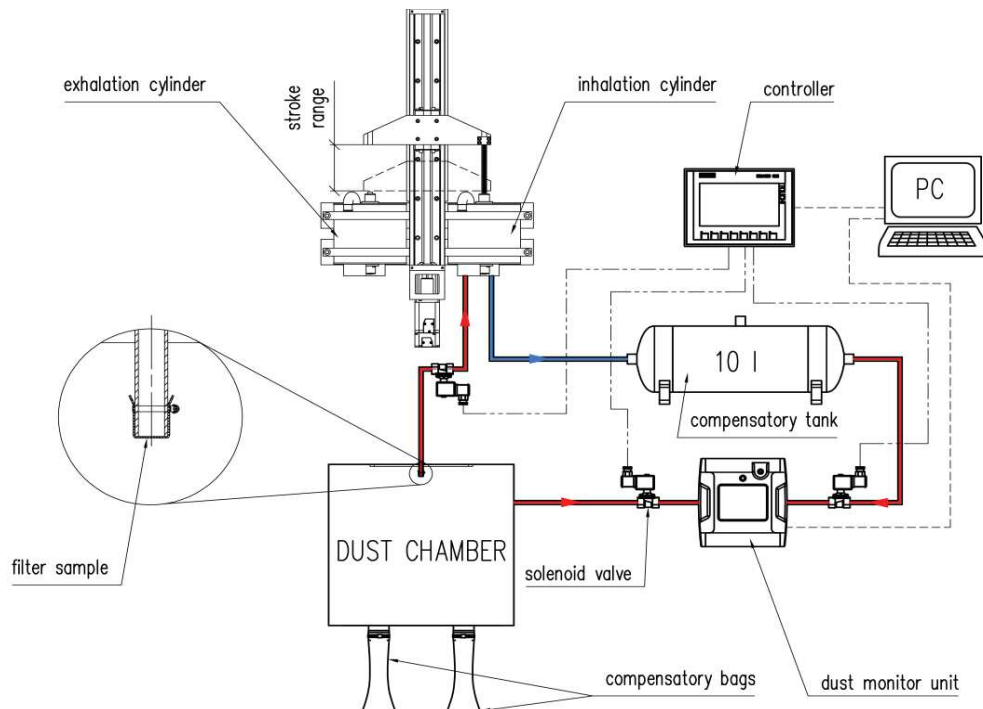 exhalation cylinder
stroke
range
inhalation cylinder
controller
PC
10 l
compensatory tank
filter sample
DUST CHAMBER
solenoid valve
compensatory bags
dust monitor unit